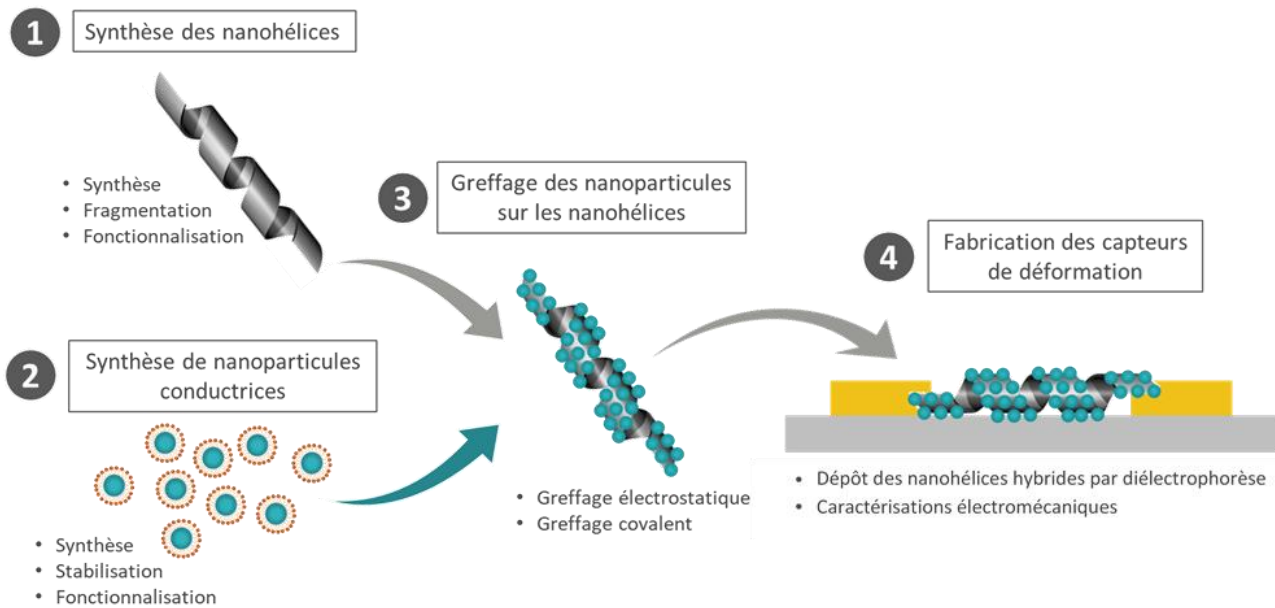 1
Synthèse des nanohélices
• Synthèse
• Fragmentation
• Fonctionnalisation
2
Synthèse de nanoparticules
conductrices
• Synthèse
• Stabilisation
• Fonctionnalisation
3
Greffage des nanoparticules
sur les nanohélices
• Greffage électrostatique
• Greffage covalent
4
Fabrication des capteurs
de déformation
• Dépôt des nanohélices hybrides par diélectrophorèse
• Caractérisations électromécaniques